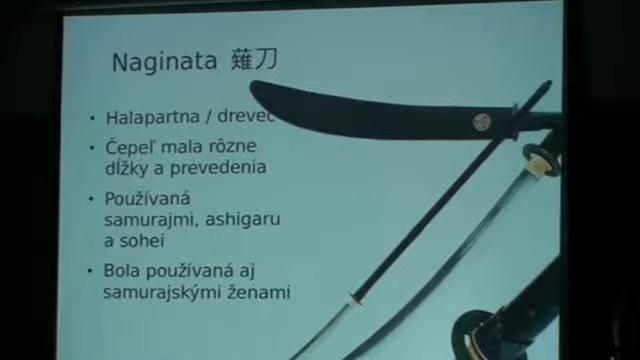 Naginata 薙刀
• Halapartna / drevec
• Čepeľ mala rôzne
dĺžky a prevedenia
• Používaná
samurajmi, ashigaru
a sohei
• Bola používaná aj
samurajskými ženami